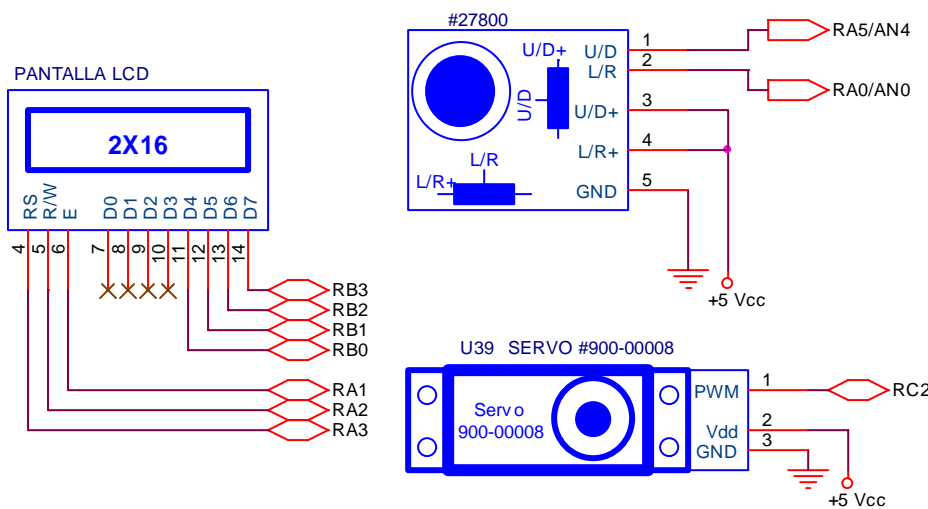 PANTALLA LCD
2X16
RS
R/W
E
D0
D1
D2
D3
D4
D5
D6
D7
4
5
6
7
8
9
10
11
12
13
14
RB3
RB2
RB1
RB0
RA1
RA2
RA3
#27800
U/D+
U/D
L/R
L/R+
U/D
L/R
U/D+
L/R+
GND
1
2
3
4
5
RA5/AN4
RA0/AN0
+5 Vcc
U39 SERVO #900-00008
Servo
900-00008
PWM
Vdd
GND
1
2
3
RC2
+5 Vcc